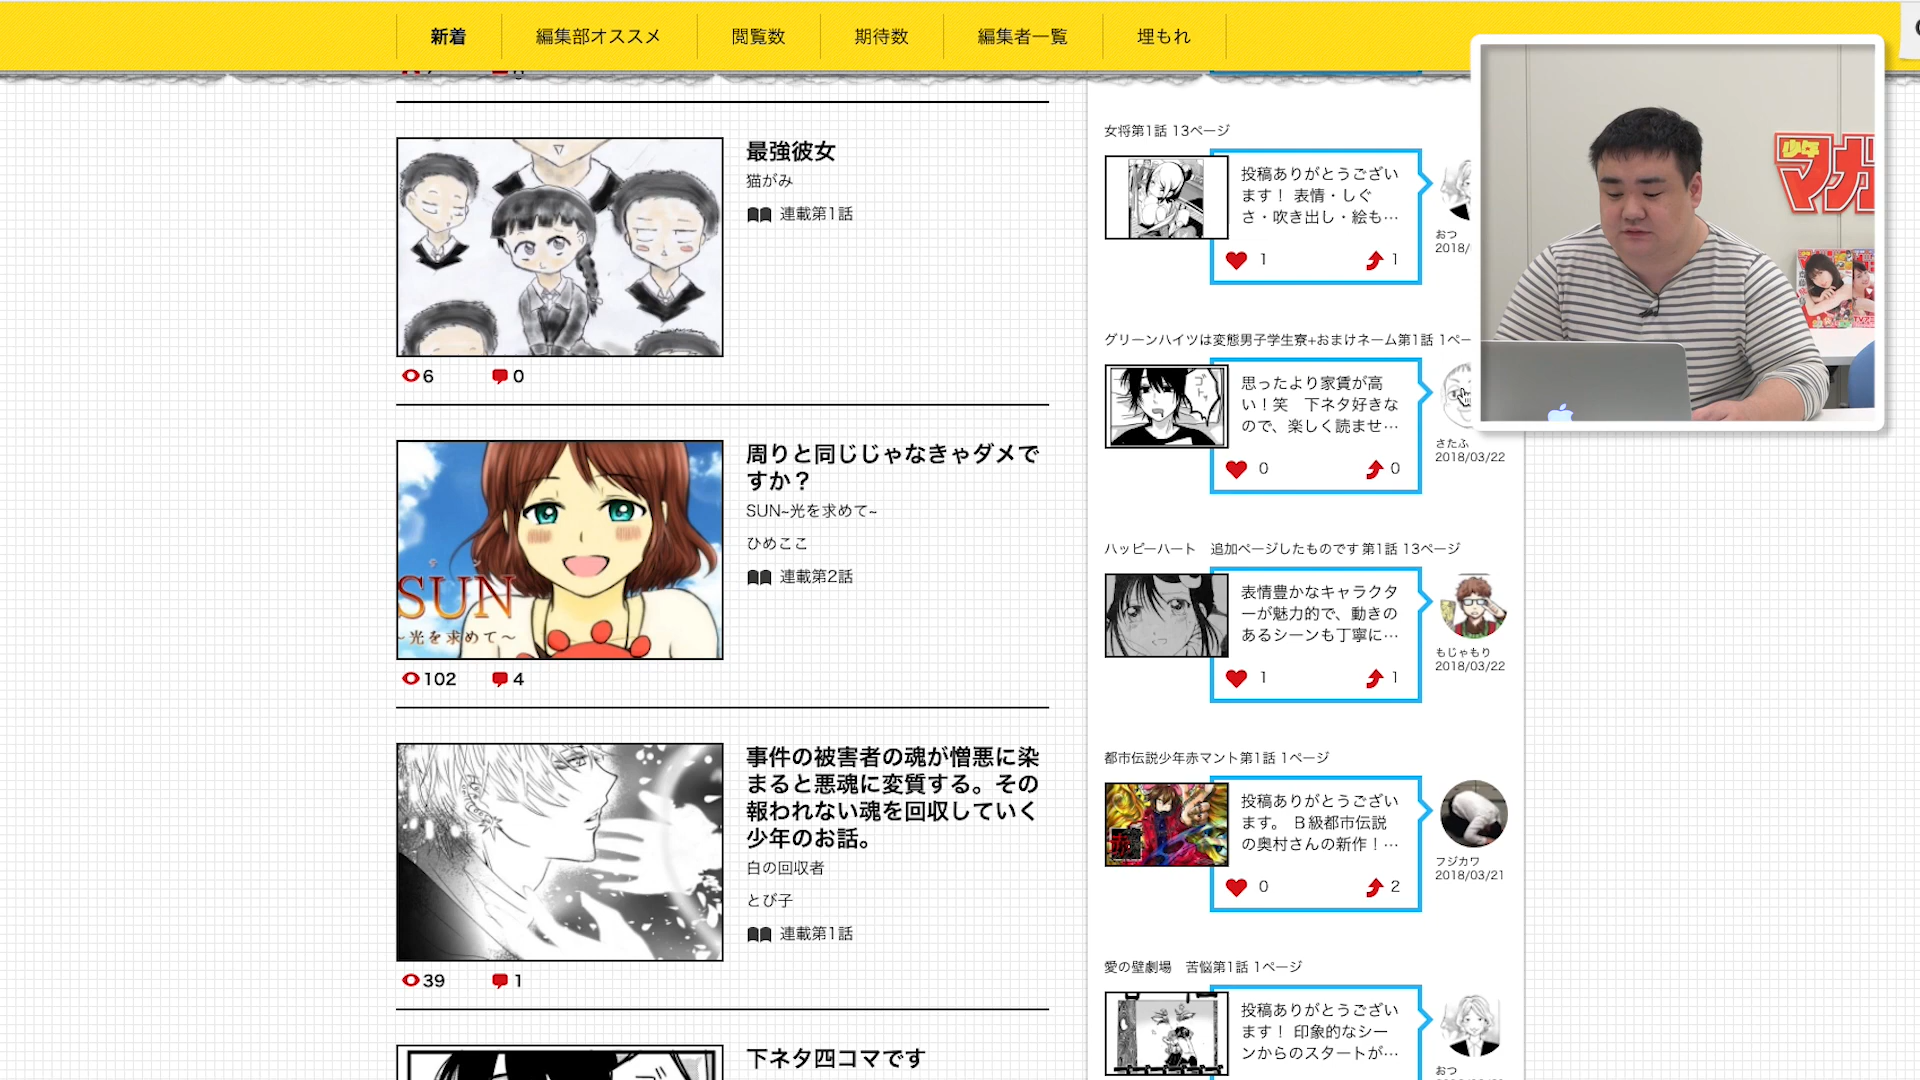 新着
編集部オススメ
閲覧数
期待数
編集者一覧
埋もれ
最強彼女
猫がみ
連載第1話
6
0
SUN
~光を求めて~
周りと同じじゃなきゃダメで
すか？
SUN~光を求めて~
ひめここ
連載第2話
102
4
事件の被害者の魂が憎悪に染
まると悪魂に変質する。その
報われない魂を回収していく
少年のお話。
白の回収者
とび子
連載第1話
39
1
下ネタ四コマです
女将第1話 13ページ
投稿ありがとうござい
ます！ 表情・しぐ
さ・吹き出し・絵も…
1
1
おつ
2018/
グリーンハイツは変態男子学生寮+おまけネーム第1話 1ペー
思ったより家賃が高
い！笑　下ネタ好きな
ので、楽しく読ませ…
0
0
さたふ
2018/03/22
ハッピーハート　追加ページしたものです第1話 13ページ
表情豊かなキャラクタ
ーが魅力的で、動きの
あるシーンも丁寧に…
1
1
もじゃもり
2018/03/22
都市伝説少年赤マント第1話 1ページ
投稿ありがとうござい
ます。 Ｂ級都市伝説
の奥村さんの新作！…
0
2
フジカワ
2018/03/21
愛の壁劇場　苦悩第1話 1ページ
投稿ありがとうござい
ます！ 印象的なシー
ンからのスタートが…
おつ
少年
マガ